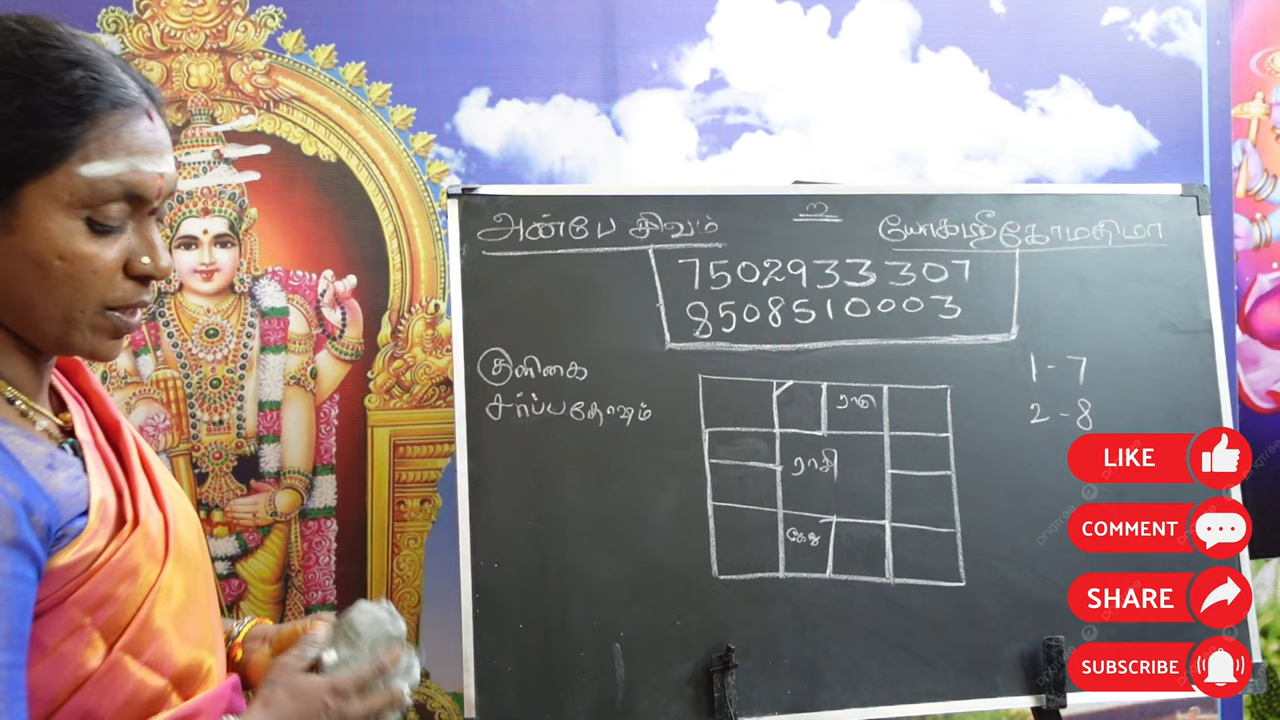 அன்பே சிவம்
உ
யோகஸ்ரீகோமதிமா
7502933307
8508510003
குளிகை
சர்ப்பதோஷம்
1-7
2-8
ராகு
ராசி
கேது
LIKE
COMMENT
SHARE
SUBSCRIBE